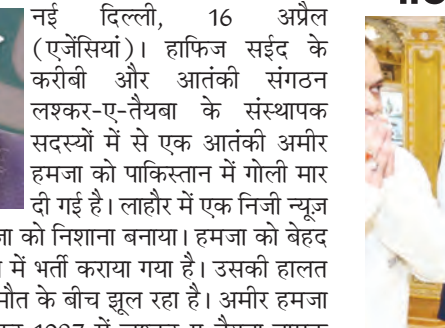 नई दिल्ली, 16 अप्रैल
(एजेंसियां)। हाफिज सईद के
करीबी और आतंकी संगठन
लश्कर-ए-तैयबा के संस्थापक
सदस्यों में से एक आतंकी अमीर
हमजा को पाकिस्तान में गोली मार
दी गई है। लाहौर में एक निजी न्यूज
को निशाना बनाया। हमजा को बेहद
में भर्ती कराया गया है। उसकी हालत
मौत के बीच झूल रहा है। अमीर हमजा